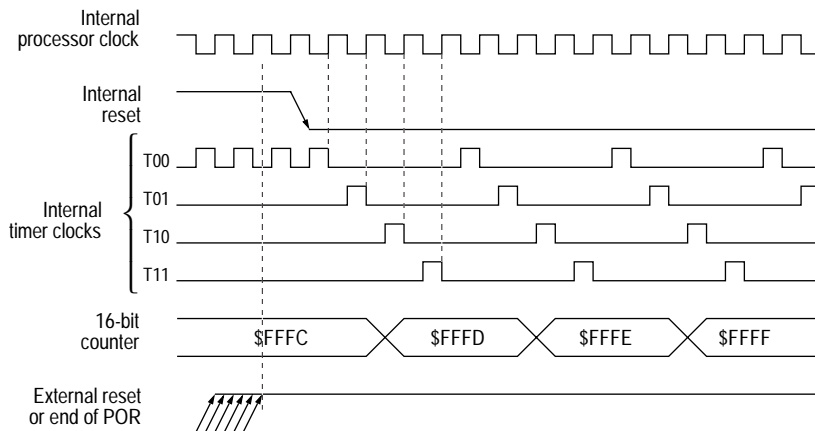 Internal
processor clock
Internal
reset
T00
T01
Internal
timer clocks
T10
T11
16-bit
counter
$FFFC
$FFFD
$FFFE
$FFFF
External reset
or end of POR